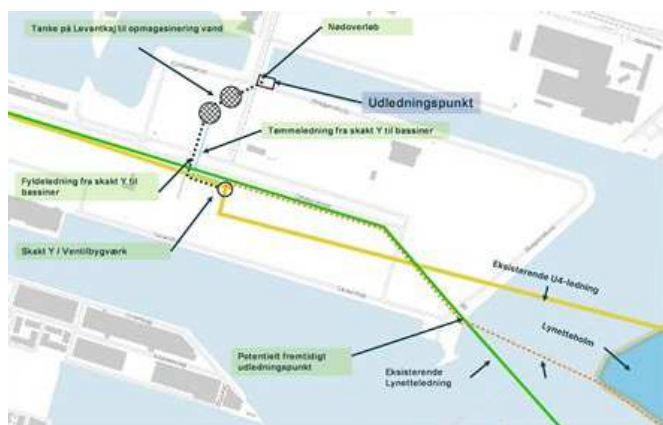 Tanke på Levantkaj til opmagasinering vand
Nødoverløb
Udledningspunkt
Tømmeledning fra skakt Y til bassiner
Fyldeledning fra skakt Y til
bassiner
Skakt Y / Ventilbygværk
Eksisterende U4-ledning
Lynetteholm
Potentielt fremtidigt
udledningspunkt
Eksisterende
Lynetteledning